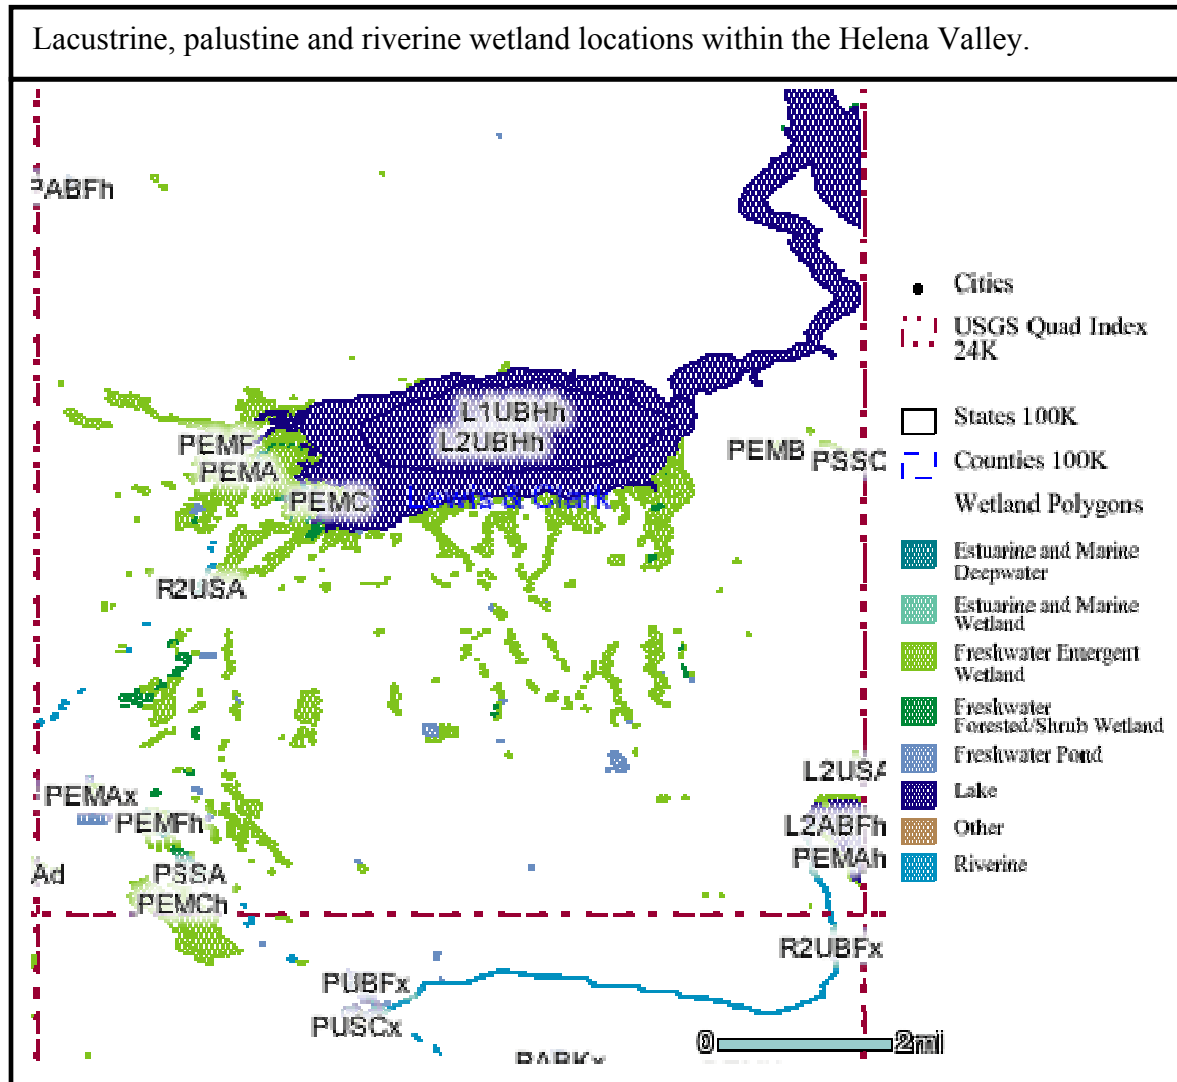 Lacustrine, palustine and riverine wetland locations within the Helena Valley.
PABFh
L1UBHh
L2UBHh
PEMF
PEMA
PEMC
Lewis & Clark
PEMB
PSSC
R2USA
L2USA
PEMAx
PEMFh
L2ABFh
PEMAh
Ad
PSSA
PEMCh
R2UBFx
PUBFx
PUSCx
PABKx
0
2mi
Cities
USGS Quad Index
24K
States 100K
Counties 100K
Wetland Polygons
Estuarine and Marine
Deepwater
Estuarine and Marine
Wetland
Freshwater Emergent
Wetland
Freshwater
Forested/Shrub Wetland
Freshwater Pond
Lake
Other
Riverine